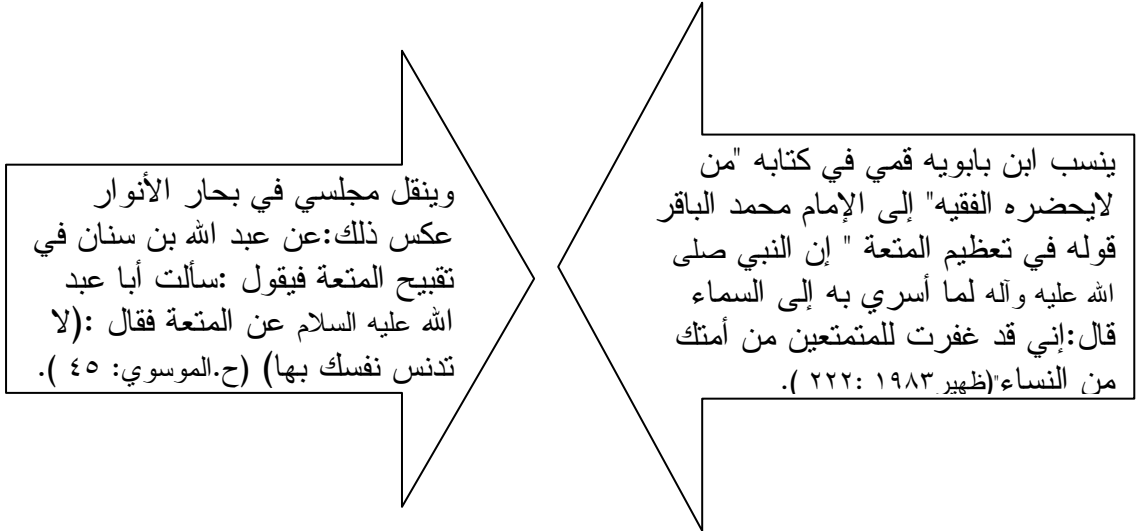 ينسب ابن بابويه قمي في كتابه "من
لايحضره الفقيه" إلى الإمام محمد الباقر
قوله في تعظيم المتعة " إن النبي صلى
الله عليه وآله لما أسري به إلى السماء
قال:إني قد غفرت للمتمتعين من أمتك
من النساء"(ظهير١٩٨٣ :٢٢٢ ).
وينقل مجلسي في بحار الأنوار
عكس ذلك:عن عبد الله بن سنان في
تقبيح المتعة فيقول :سألت أبا عبد
الله عليه السلام عن المتعة فقال :(لا
تدنس نفسك بها) (ح.الموسوي: ٤٥ ).